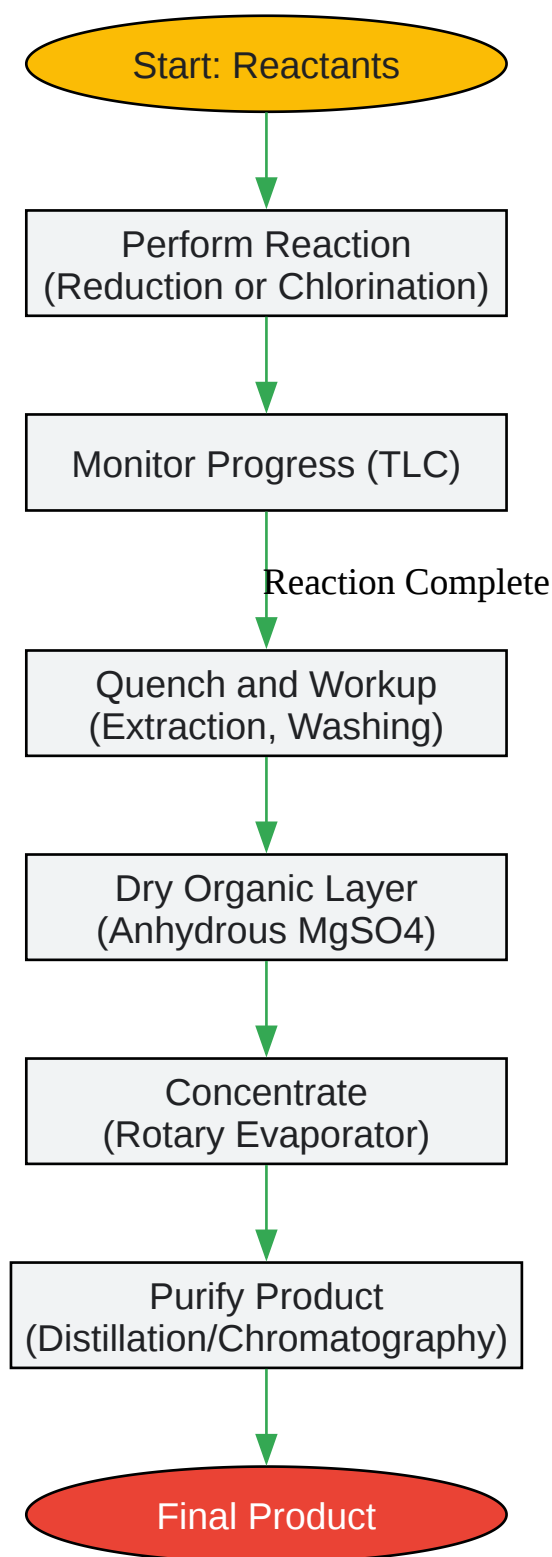 Start: Reactants
Perform Reaction
(Reduction or Chlorination)
Monitor Progress (TLC)
Reaction Complete
Quench and Workup
(Extraction, Washing)
Dry Organic Layer
(Anhydrous MgSO4)
Concentrate
(Rotary Evaporator)
Purify Product
(Distillation/Chromatography)
Final Product